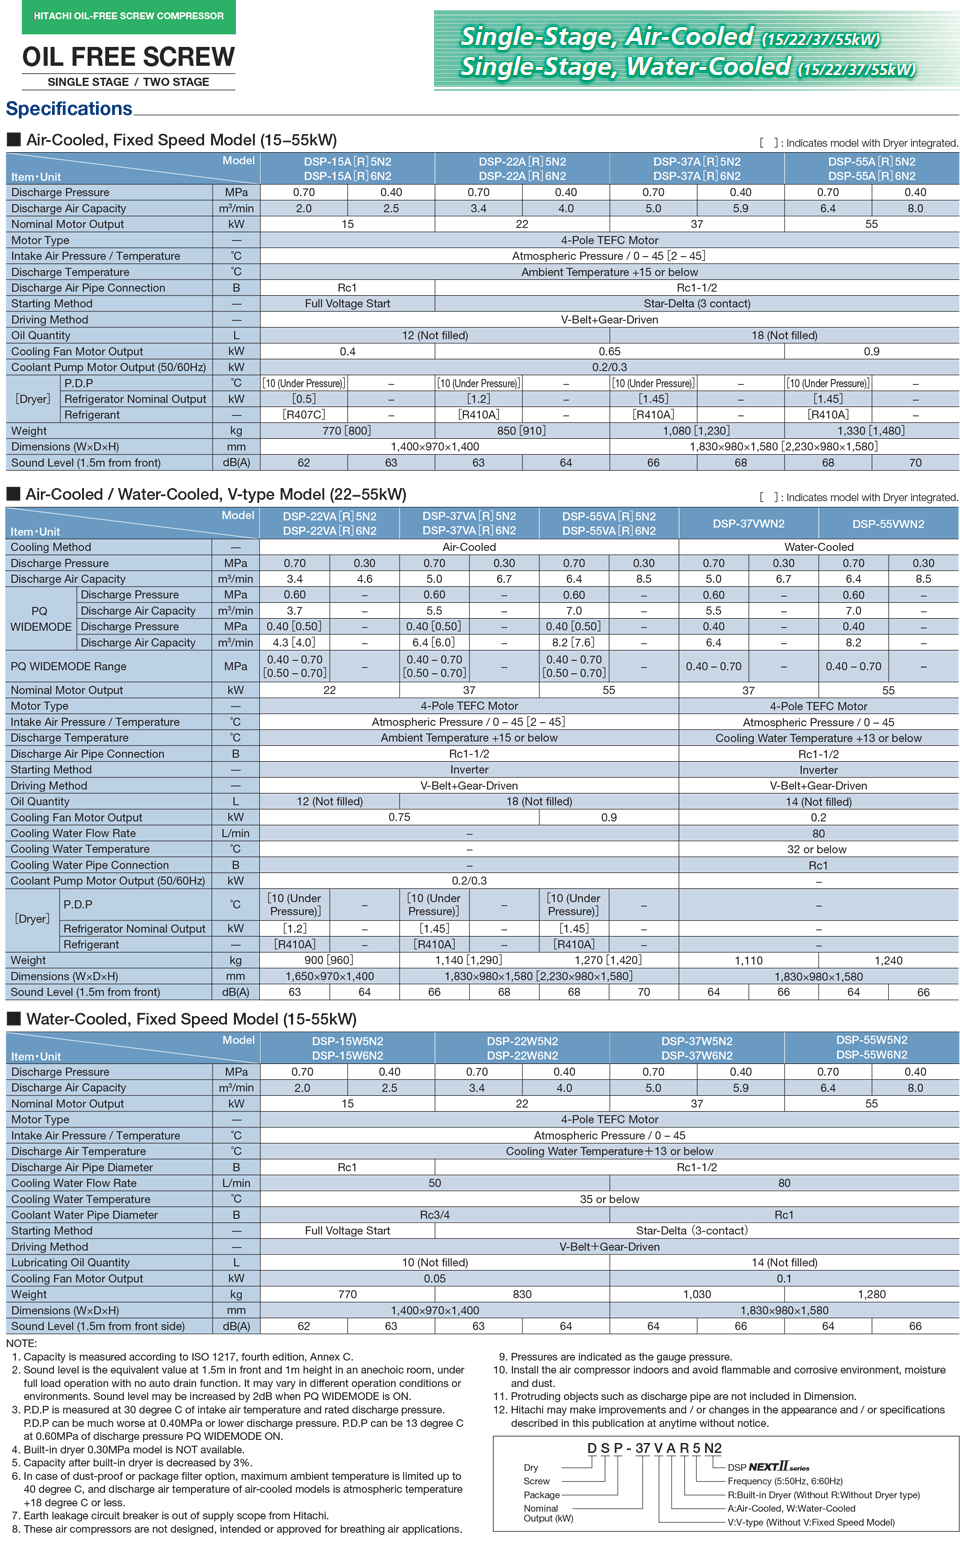 HITACHI OIL-FREE SCREW COMPRESSOR
OIL FREE SCREW
SINGLE STAGE / TWO STAGE
Single-Stage, Air-Cooled (15/22/37/55kW)
Single-Stage, Water-Cooled (15/22/37/55kW)
Specifications
■ Air-Cooled, Fixed Speed Model (15–55kW)
[ ] : Indicates model with Dryer integrated.
Model DSP-15A[R]5N2 DSP-22A[R]5N2 DSP-37A[R]5N2 DSP-55A[R]5N2
Item・Unit DSP-15A[R]6N2 DSP-22A[R]6N2 DSP-37A[R]6N2 DSP-55A[R]6N2
Discharge Pressure MPa 0.70 0.40 0.70 0.40 0.70 0.40 0.70 0.40
Discharge Air Capacity m³/min 2.0 2.5 3.4 4.0 5.0 5.9 6.4 8.0
Nominal Motor Output kW 15 22 37 55
Motor Type — 4-Pole TEFC Motor
Intake Air Pressure / Temperature °C Atmospheric Pressure / 0 – 45 [2 – 45]
Discharge Temperature °C Ambient Temperature +15 or below
Discharge Air Pipe Connection B Rc1 Rc1-1/2
Starting Method — Full Voltage Start Star-Delta (3 contact)
Driving Method — V-Belt+Gear-Driven
Oil Quantity L 12 (Not filled) 18 (Not filled)
Cooling Fan Motor Output kW 0.4 0.65 0.9
Coolant Pump Motor Output (50/60Hz) kW 0.2/0.3
[Dryer] P.D.P °C [10 (Under Pressure)] – [10 (Under Pressure)] – [10 (Under Pressure)] – [10 (Under Pressure)] –
Refrigerator Nominal Output kW [0.5] – [1.2] – [1.45] – [1.45] –
Refrigerant — [R407C] – [R410A] – [R410A] – [R410A] –
Weight kg 770 [800] 850 [910] 1,080 [1,230] 1,330 [1,480]
Dimensions (W×D×H) mm 1,400×970×1,400 1,830×980×1,580 [2,230×980×1,580]
Sound Level (1.5m from front) dB(A) 62 63 63 64 66 68 68 70
■ Air-Cooled / Water-Cooled, V-type Model (22–55kW)
[ ] : Indicates model with Dryer integrated.
Model DSP-22VA[R]5N2 DSP-37VA[R]5N2 DSP-55VA[R]5N2 DSP-37VWN2 DSP-55VWN2
Item・Unit DSP-22VA[R]6N2 DSP-37VA[R]6N2 DSP-55VA[R]6N2
Cooling Method — Air-Cooled Water-Cooled
Discharge Pressure MPa 0.70 0.30 0.70 0.30 0.70 0.30 0.70 0.30 0.70 0.30
Discharge Air Capacity m³/min 3.4 4.6 5.0 6.7 6.4 8.5 5.0 6.7 6.4 8.5
PQ WIDEMODE Discharge Pressure MPa 0.60 – 0.60 – 0.60 – 0.60 – 0.60 –
Discharge Air Capacity m³/min 3.7 – 5.5 – 7.0 – 5.5 – 7.0 –
Discharge Pressure MPa 0.40 [0.50] – 0.40 [0.50] – 0.40 [0.50] – 0.40 – 0.40 –
Discharge Air Capacity m³/min 4.3 [4.0] – 6.4 [6.0] – 8.2 [7.6] – 6.4 – 8.2 –
PQ WIDEMODE Range MPa 0.40 – 0.70 [0.50 – 0.70] – 0.40 – 0.70 [0.50 – 0.70] – 0.40 – 0.70 [0.50 – 0.70] – 0.40 – 0.70 – 0.40 – 0.70 –
Nominal Motor Output kW 22 37 55 37 55
Motor Type — 4-Pole TEFC Motor 4-Pole TEFC Motor
Intake Air Pressure / Temperature °C Atmospheric Pressure / 0 – 45 [2 – 45] Atmospheric Pressure / 0 – 45
Discharge Temperature °C Ambient Temperature +15 or below Cooling Water Temperature +13 or below
Discharge Air Pipe Connection B Rc1-1/2 Rc1-1/2
Starting Method — Inverter Inverter
Driving Method — V-Belt+Gear-Driven V-Belt+Gear-Driven
Oil Quantity L 12 (Not filled) 18 (Not filled) 14 (Not filled)
Cooling Fan Motor Output kW 0.75 0.9 0.2
Cooling Water Flow Rate L/min – 80
Cooling Water Temperature °C – 32 or below
Cooling Water Pipe Connection B – Rc1
Coolant Pump Motor Output (50/60Hz) kW 0.2/0.3 –
[Dryer] P.D.P °C [10 (Under Pressure)] – [10 (Under Pressure)] – [10 (Under Pressure)] – –
Refrigerator Nominal Output kW [1.2] – [1.45] – [1.45] – –
Refrigerant — [R410A] – [R410A] – [R410A] – –
Weight kg 900 [960] 1,140 [1,290] 1,270 [1,420] 1,110 1,240
Dimensions (W×D×H) mm 1,650×970×1,400 1,830×980×1,580 [2,230×980×1,580] 1,830×980×1,580
Sound Level (1.5m from front) dB(A) 63 64 66 68 68 70 64 66 64 66
■ Water-Cooled, Fixed Speed Model (15-55kW)
Model DSP-15W5N2 DSP-22W5N2 DSP-37W5N2 DSP-55W5N2
Item・Unit DSP-15W6N2 DSP-22W6N2 DSP-37W6N2 DSP-55W6N2
Discharge Pressure MPa 0.70 0.40 0.70 0.40 0.70 0.40 0.70 0.40
Discharge Air Capacity m³/min 2.0 2.5 3.4 4.0 5.0 5.9 6.4 8.0
Nominal Motor Output kW 15 22 37 55
Motor Type — 4-Pole TEFC Motor
Intake Air Pressure / Temperature °C Atmospheric Pressure / 0 – 45
Discharge Air Temperature °C Cooling Water Temperature＋13 or below
Discharge Air Pipe Diameter B Rc1 Rc1-1/2
Cooling Water Flow Rate L/min 50 80
Cooling Water Temperature °C 35 or below
Coolant Water Pipe Diameter B Rc3/4 Rc1
Starting Method — Full Voltage Start Star-Delta (3-contact)
Driving Method — V-Belt＋Gear-Driven
Lubricating Oil Quantity L 10 (Not filled) 14 (Not filled)
Cooling Fan Motor Output kW 0.05 0.1
Weight kg 770 830 1,030 1,280
Dimensions (W×D×H) mm 1,400×970×1,400 1,830×980×1,580
Sound Level (1.5m from front side) dB(A) 62 63 63 64 64 66 64 66
NOTE:
1. Capacity is measured according to ISO 1217, fourth edition, Annex C.
2. Sound level is the equivalent value at 1.5m in front and 1m height in an anechoic room, under
full load operation with no auto drain function. It may vary in different operation conditions or
environments. Sound level may be increased by 2dB when PQ WIDEMODE is ON.
3. P.D.P is measured at 30 degree C of intake air temperature and rated discharge pressure.
P.D.P can be much worse at 0.40MPa or lower discharge pressure. P.D.P can be 13 degree C
at 0.60MPa of discharge pressure PQ WIDEMODE ON.
4. Built-in dryer 0.30MPa model is NOT available.
5. Capacity after built-in dryer is decreased by 3%.
6. In case of dust-proof or package filter option, maximum ambient temperature is limited up to
40 degree C, and discharge air temperature of air-cooled models is atmospheric temperature
+18 degree C or less.
7. Earth leakage circuit breaker is out of supply scope from Hitachi.
8. These air compressors are not designed, intended or approved for breathing air applications.
9. Pressures are indicated as the gauge pressure.
10. Install the air compressor indoors and avoid flammable and corrosive environment, moisture
and dust.
11. Protruding objects such as discharge pipe are not included in Dimension.
12. Hitachi may make improvements and / or changes in the appearance and / or specifications
described in this publication at anytime without notice.
D S P - 37 V A R 5 N2
Dry DSP NEXTII series
Screw Frequency (5:50Hz, 6:60Hz)
Package R:Built-in Dryer (Without R:Without Dryer type)
Nominal A:Air-Cooled, W:Water-Cooled
Output (kW) V:V-type (Without V:Fixed Speed Model)